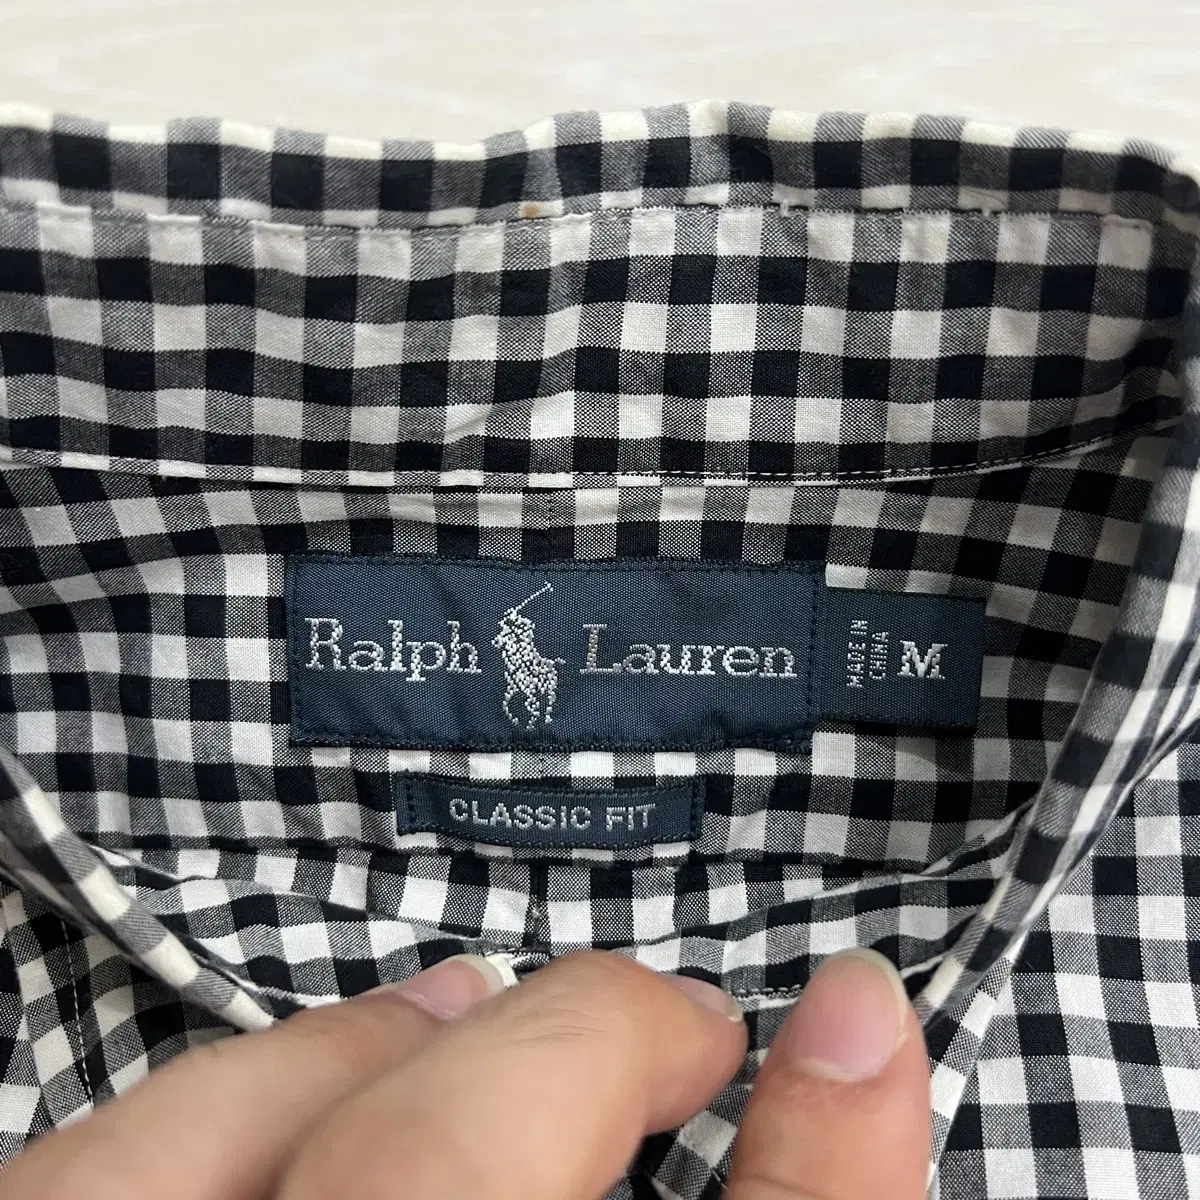 Ralph Lauren
MADE IN
CHINA
M
CLASSIC FIT